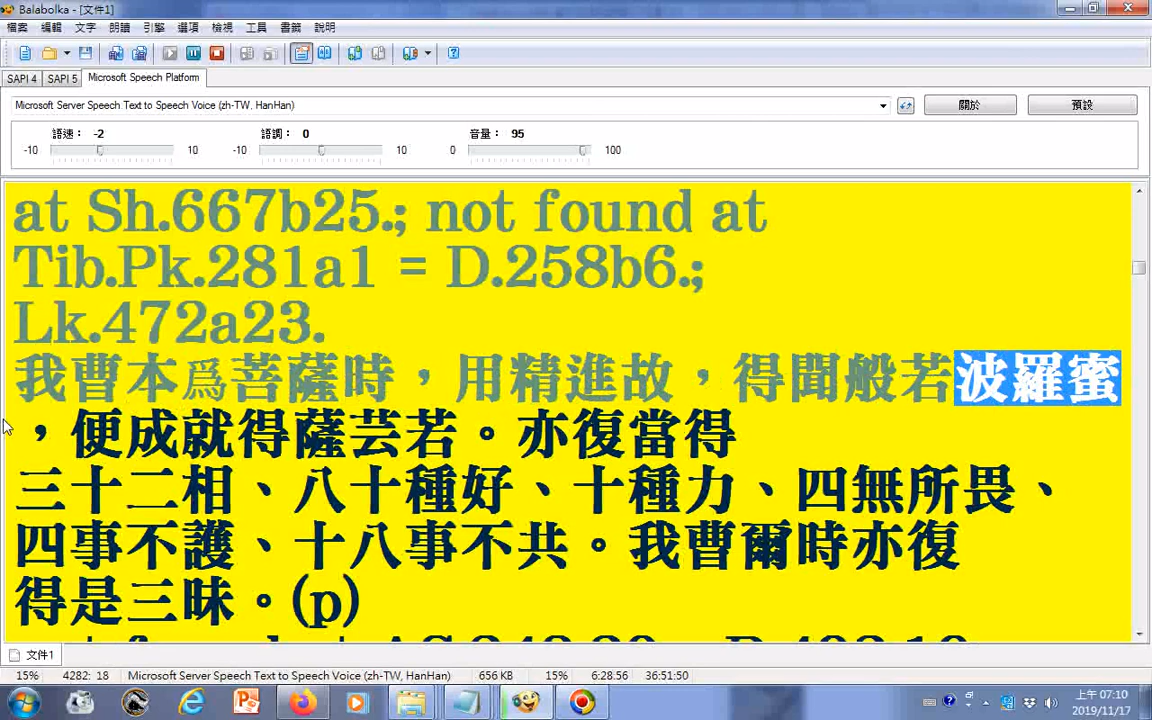 Balabolka - [文件1]
檔案 編輯 文字 朗讀 引擎 選項 檢視 工具 書籤 說明
SAPI 4 SAPI 5 Microsoft Speech Platform
Microsoft Server Speech Text to Speech Voice (zh-TW, HanHan) 關於 預設
語速： -2 語調： 0 音量： 95
-10 10 -10 10 0 100
at Sh.667b25.; not found at
Tib.Pk.281a1 = D.258b6.;
Lk.472a23.
我曹本爲菩薩時，用精進故，得聞般若波羅蜜
，便成就得薩芸若。亦復當得
三十二相、八十種好、十種力、四無所畏、
四事不護、十八事不共。我曹爾時亦復
得是三昧。(p)
文件1
15% 4282: 18 Microsoft Server Speech Text to Speech Voice (zh-TW, HanHan) 656 KB 15% 6:28:56 36:51:50
上午 07:10
2019/11/17